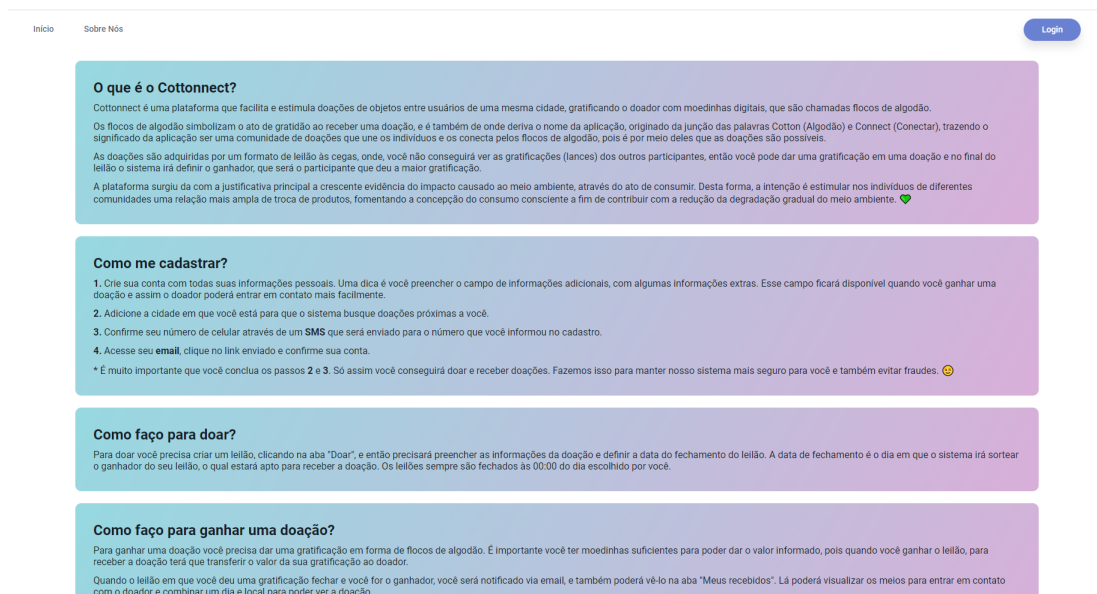 Início
Sobre Nós
Login
O que é o Cottonnect?
Cottonnect é uma plataforma que facilita e estimula doações de objetos entre usuários de uma mesma cidade, gratificando o doador com moedinhas digitais, que são chamadas flocos de algodão.
Os flocos de algodão simbolizam o ato de gratidão ao receber uma doação, e é também de onde deriva o nome da aplicação, originado da junção das palavras Cotton (Algodão) e Connect (Conectar), trazendo o
significado da aplicação ser uma comunidade de doações que une os indivíduos e os conecta pelos flocos de algodão, pois é por meio deles que as doações são possíveis.
As doações são adquiridas por um formato de leilão às cegas, onde, você não conseguirá ver as gratificações (lances) dos outros participantes, então você pode dar uma gratificação em uma doação e no final do
leilão o sistema irá definir o ganhador, que será o participante que deu a maior gratificação.
A plataforma surgiu da com a justificativa principal a crescente evidência do impacto causado ao meio ambiente, através do ato de consumir. Desta forma, a intenção é estimular nos indivíduos de diferentes
comunidades uma relação mais ampla de troca de produtos, fomentando a concepção do consumo consciente a fim de contribuir com a redução da degradação gradual do meio ambiente. 💚
Como me cadastrar?
1. Crie sua conta com todas suas informações pessoais. Uma dica é você preencher o campo de informações adicionais, com algumas informações extras. Esse campo ficará disponível quando você ganhar uma
doação e assim o doador poderá entrar em contato mais facilmente.
2. Adicione a cidade em que você está para que o sistema busque doações próximas a você.
3. Confirme seu número de celular através de um SMS que será enviado para o número que você informou no cadastro.
4. Acesse seu email, clique no link enviado e confirme sua conta.
* É muito importante que você conclua os passos 2 e 3. Só assim você conseguirá doar e receber doações. Fazemos isso para manter nosso sistema mais seguro para você e também evitar fraudes. 😉
Como faço para doar?
Para doar você precisa criar um leilão, clicando na aba "Doar", e então precisará preencher as informações da doação e definir a data do fechamento do leilão. A data de fechamento é o dia em que o sistema irá sortear
o ganhador do seu leilão, o qual estará apto para receber a doação. Os leilões sempre são fechados às 00:00 do dia escolhido por você.
Como faço para ganhar uma doação?
Para ganhar uma doação você precisa dar uma gratificação em forma de flocos de algodão. É importante você ter moedinhas suficientes para poder dar o valor informado, pois quando você ganhar o leilão, para
receber a doação terá que transferir o valor da sua gratificação ao doador.
Quando o leilão em que você deu uma gratificação fechar e você for o ganhador, você será notificado via email, e também poderá vê-lo na aba "Meus recebidos". Lá poderá visualizar os meios para entrar em contato
com o doador e combinar um dia e local para poder ver a doação.